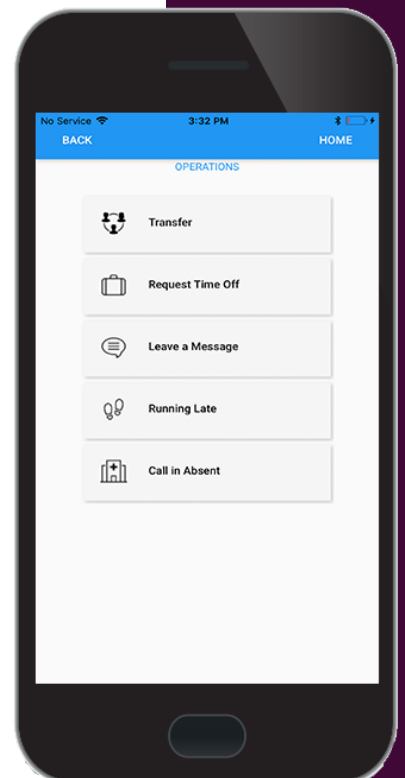 No Service 3:32 PM
BACK HOME
OPERATIONS
Transfer
Request Time Off
Leave a Message
Running Late
Call in Absent